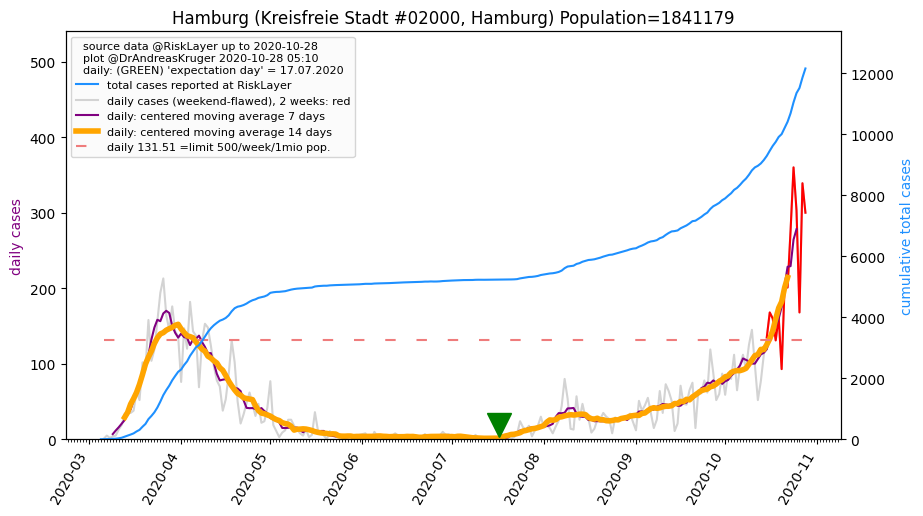 Hamburg (Kreisfreie Stadt #02000, Hamburg) Population=1841179
source data @RiskLayer up to 2020-10-28
plot @DrAndreasKruger 2020-10-28 05:10
daily: (GREEN) 'expectation day' = 17.07.2020
total cases reported at RiskLayer
daily cases (weekend-flawed), 2 weeks: red
daily: centered moving average 7 days
daily: centered moving average 14 days
daily 131.51 =limit 500/week/1mio pop.
daily cases
500
400
300
200
100
0
cumulative total cases
12000
10000
8000
6000
4000
2000
0
2020-03
2020-04
2020-05
2020-06
2020-07
2020-08
2020-09
2020-10
2020-11